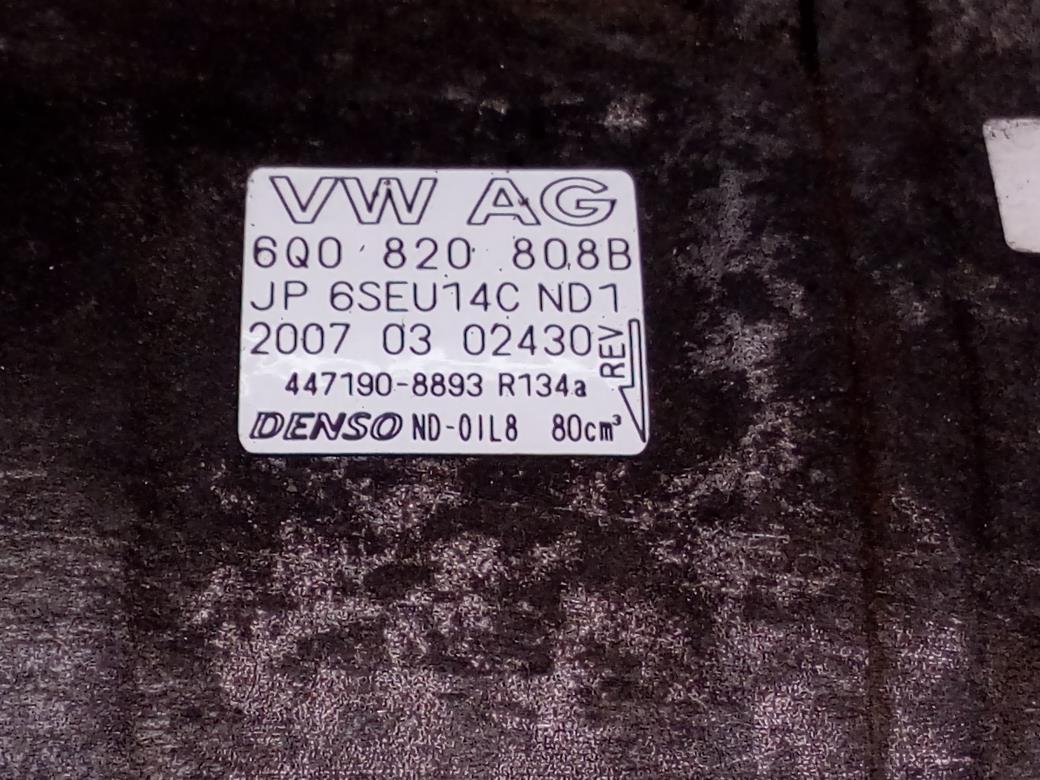 VW AG
6Q0 820 808B
JP 6SEU14C ND1
2007 03 02430
REV
447190-8893 R134a
DENSO ND-OIL8 80cm³